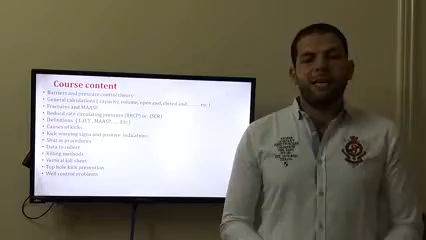 Course content
• Barriers and pressure control theory
• General calculations ( capacity, volume, open and closed end ....... etc )
• Fractures and MAASP
• Reduced rate circulating pressure (RRCP) or (SCR)
• Definitions ( LOT , MAASP, .... Etc )
• Causes of kicks
• Kick warning signs and positive indications
• Shut in procedures
• Data to collect
• Killing methods
• Vertical kill sheet
• Top hole kick prevention
• Well control problems